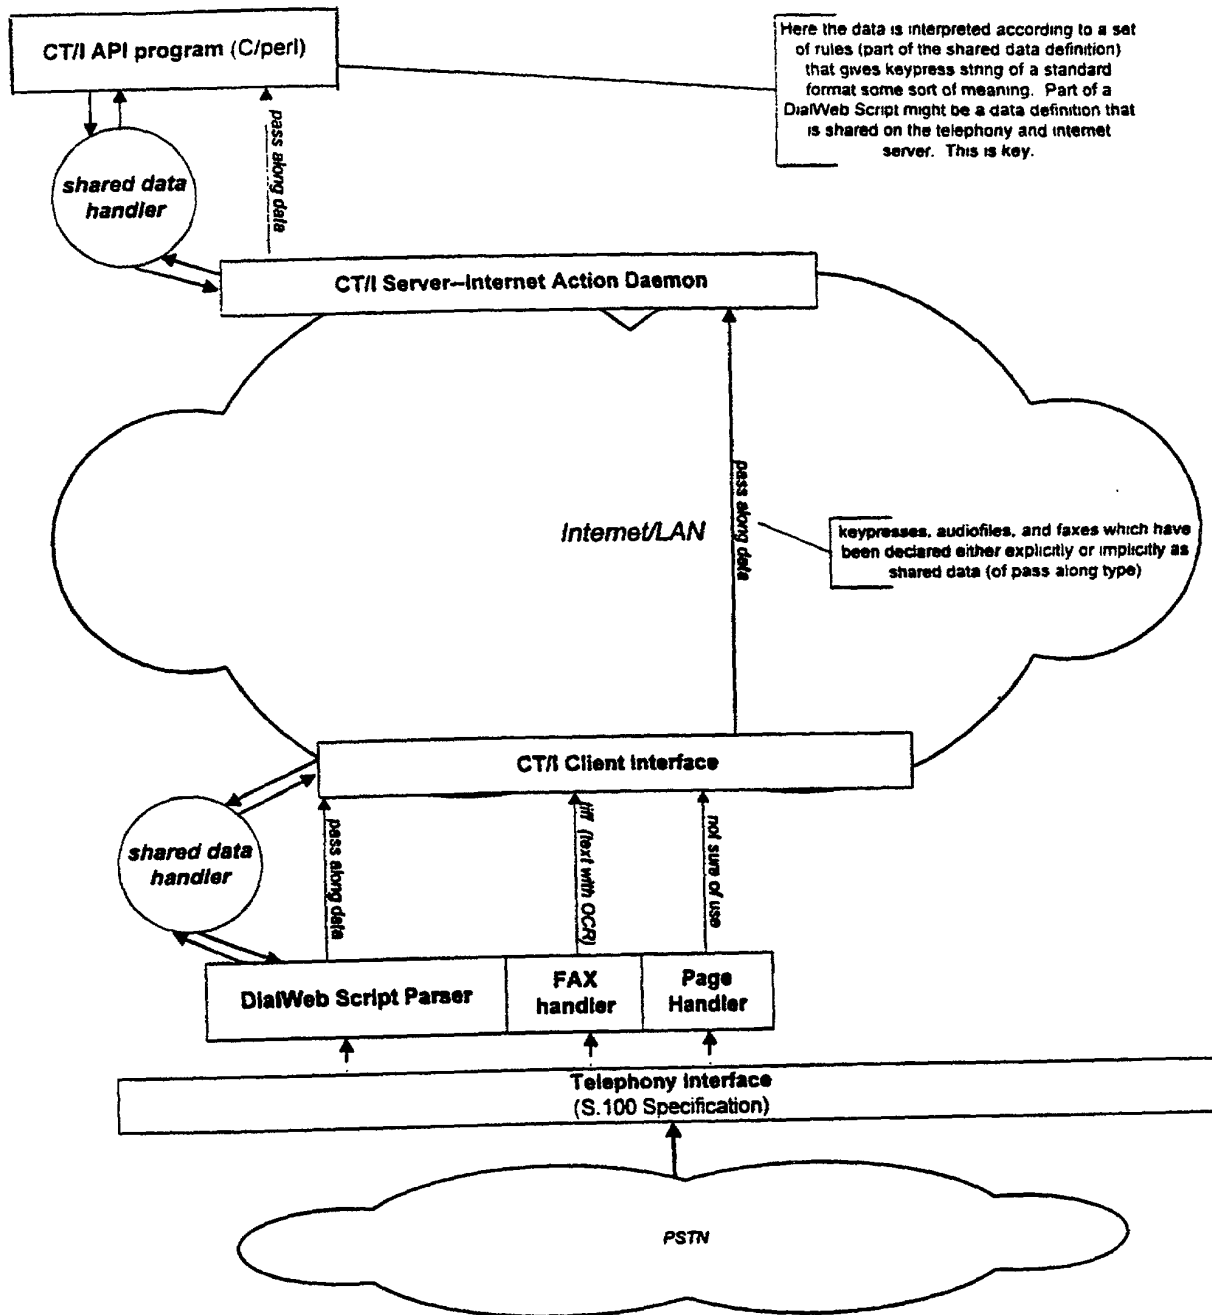 CT/I API program (C/perl)
Here the data is interpreted according to a set
of rules (part of the shared data definition)
that gives keypress string of a standard
format some sort of meaning. Part of a
DialWeb Script might be a data definition that
is shared on the telephony and internet
server. This is key.
pass along data
shared data
handler
CT/I Server--Internet Action Daemon
pass along data
Internet/LAN
keypresses, audiofiles, and faxes which have
been declared either explicitly or implicitly as
shared data (of pass along type)
CT/I Client Interface
shared data
handler
pass along data
tiff (text with OCR)
not sure of use
DialWeb Script Parser
FAX
handler
Page
Handler
Telephony Interface
(S.100 Specification)
PSTN